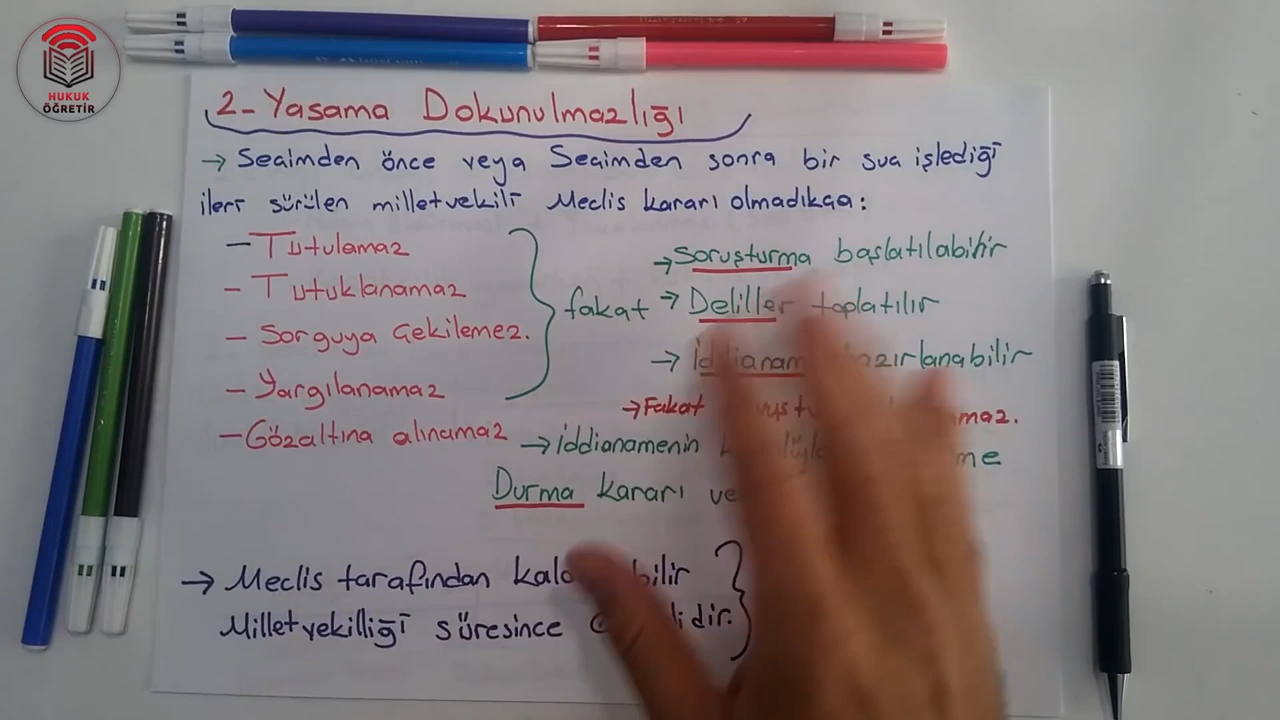 HUKUK
ÖĞRETİR
2- Yasama Dokunulmazlığı
→ Seçimden önce veya Seçimden sonra bir suç işlediği
ileri sürülen milletvekili Meclis kararı olmadıkça:
- Tutulamaz
- Tutuklanamaz
- Sorguya Çekilemez.
- Yargılanamaz
- Gözaltına alınamaz
fakat
→ Soruşturma başlatılabilir
→ Deliller toplatılır
→ İddianame hazırlanabilir
→ Fakat
→ İddianamenin
Durma kararı
→ Meclis tarafından
Milletvekilliği süresince